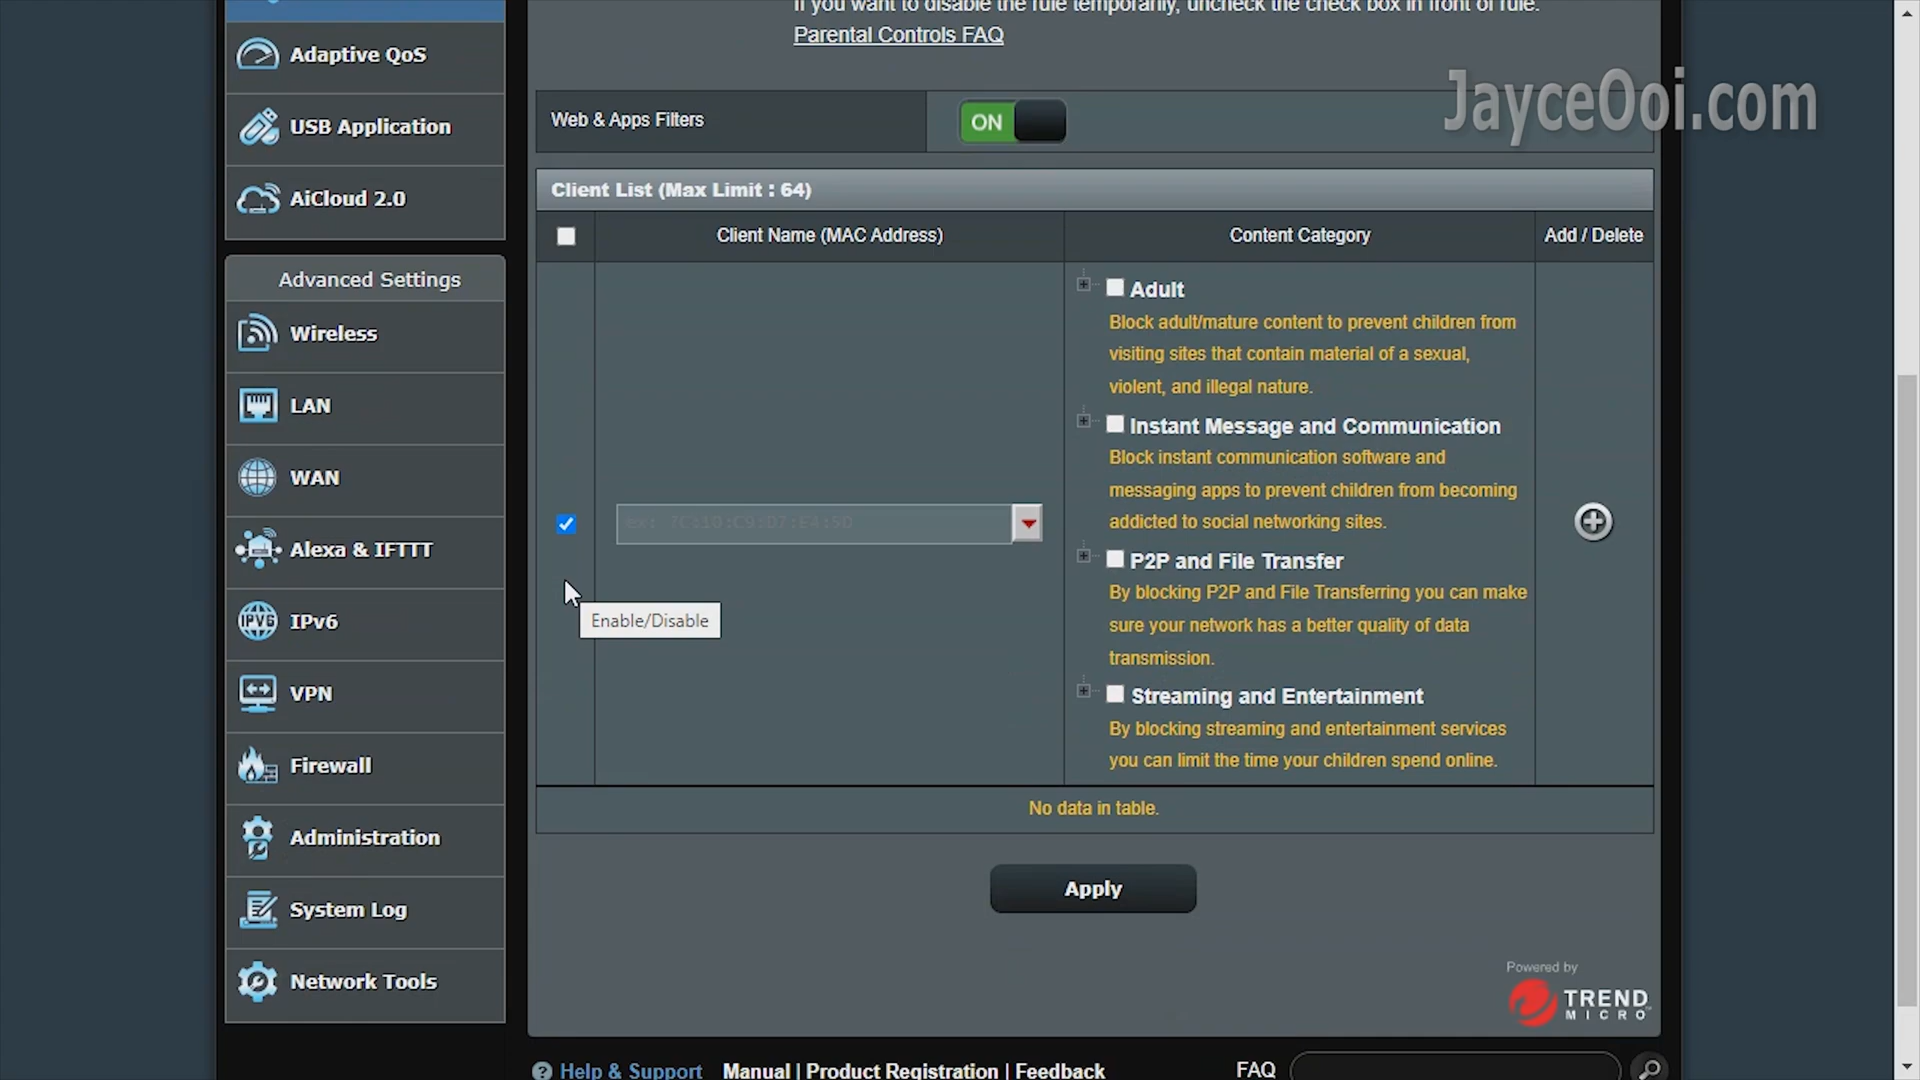 If you want to disable the rule temporarily, uncheck the check box in front of rule.
Parental Controls FAQ
JayceOoi.com
Adaptive QoS
USB Application
AiCloud 2.0
Advanced Settings
Wireless
LAN
WAN
Alexa & IFTTT
IPv6
VPN
Firewall
Administration
System Log
Network Tools
Web & Apps Filters
ON
Client List (Max Limit : 64)
Client Name (MAC Address)
Content Category
Add / Delete
Adult
Block adult/mature content to prevent children from
visiting sites that contain material of a sexual,
violent, and illegal nature.
Instant Message and Communication
Block instant communication software and
messaging apps to prevent children from becoming
addicted to social networking sites.
ex: 7C:10:C9:D7:E4:5D
Enable/Disable
P2P and File Transfer
By blocking P2P and File Transferring you can make
sure your network has a better quality of data
transmission.
Streaming and Entertainment
By blocking streaming and entertainment services
you can limit the time your children spend online.
No data in table.
Apply
Powered by
TREND
MICRO
Help & Support
Manual | Product Registration | Feedback
FAQ